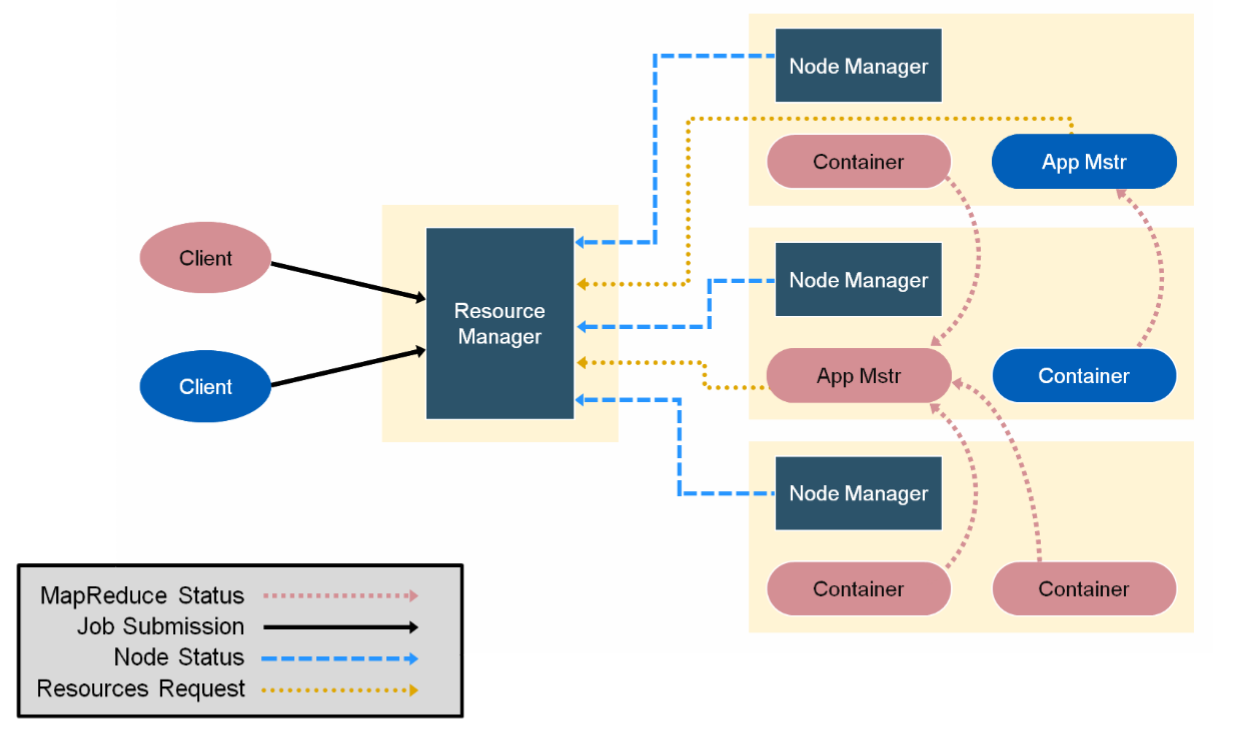 Node Manager
Container
App Mstr
Client
Client
Resource
Manager
Node Manager
App Mstr
Container
Node Manager
Container
Container
MapReduce Status
Job Submission
Node Status
Resources Request